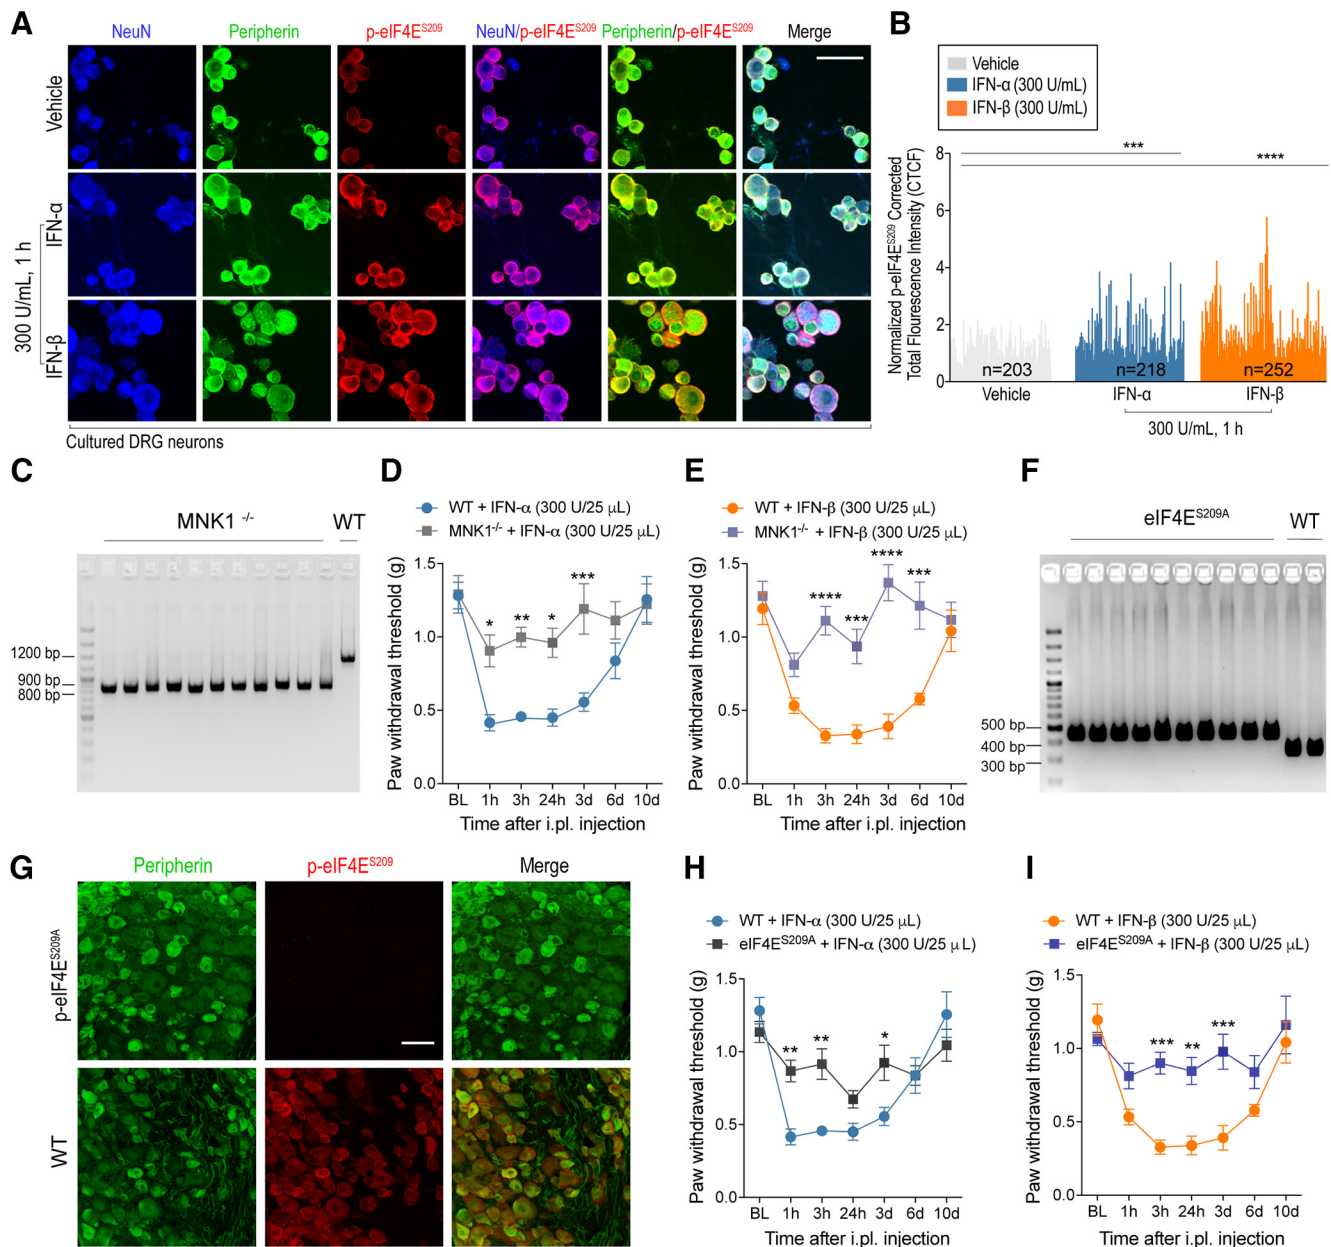 A
NeuN Peripherin p-eIF4E^S209 NeuN/p-eIF4E^S209 Peripherin/p-eIF4E^S209 Merge
Vehicle
IFN-α
IFN-β
300 U/mL, 1 h
Cultured DRG neurons
B
Vehicle
IFN-α (300 U/mL)
IFN-β (300 U/mL)
Normalized p-eIF4E^S209 Corrected
Total Flourescence Intensity (CTCF)
8
6
4
2
0
***
****
n=203 n=218 n=252
Vehicle IFN-α IFN-β
300 U/mL, 1 h
C
MNK1 -/- WT
1200 bp
900 bp
800 bp
D
WT + IFN-α (300 U/25 μL)
MNK1-/- + IFN-α (300 U/25 μL)
Paw withdrawal threshold (g)
1.5
1.0
0.5
0.0
* ** * ***
BL 1h 3h 24h 3d 6d 10d
Time after i.pl. injection
E
WT + IFN-β (300 U/25 μL)
MNK1-/- + IFN-β (300 U/25 μL)
Paw withdrawal threshold (g)
1.5
1.0
0.5
0.0
**** *** **** ***
BL 1h 3h 24h 3d 6d 10d
Time after i.pl. injection
F
eIF4E^S209A WT
500 bp
400 bp
300 bp
G
Peripherin p-eIF4E^S209 Merge
p-eIF4E^S209A
WT
H
WT + IFN-α (300 U/25 μL)
eIF4E^S209A + IFN-α (300 U/25 μL)
Paw withdrawal threshold (g)
1.5
1.0
0.5
0.0
** ** *
BL 1h 3h 24h 3d 6d 10d
Time after i.pl. injection
I
WT + IFN-β (300 U/25 μL)
eIF4E^S209A + IFN-β (300 U/25 μL)
Paw withdrawal threshold (g)
1.5
1.0
0.5
0.0
*** ** ***
BL 1h 3h 24h 3d 6d 10d
Time after i.pl. injection